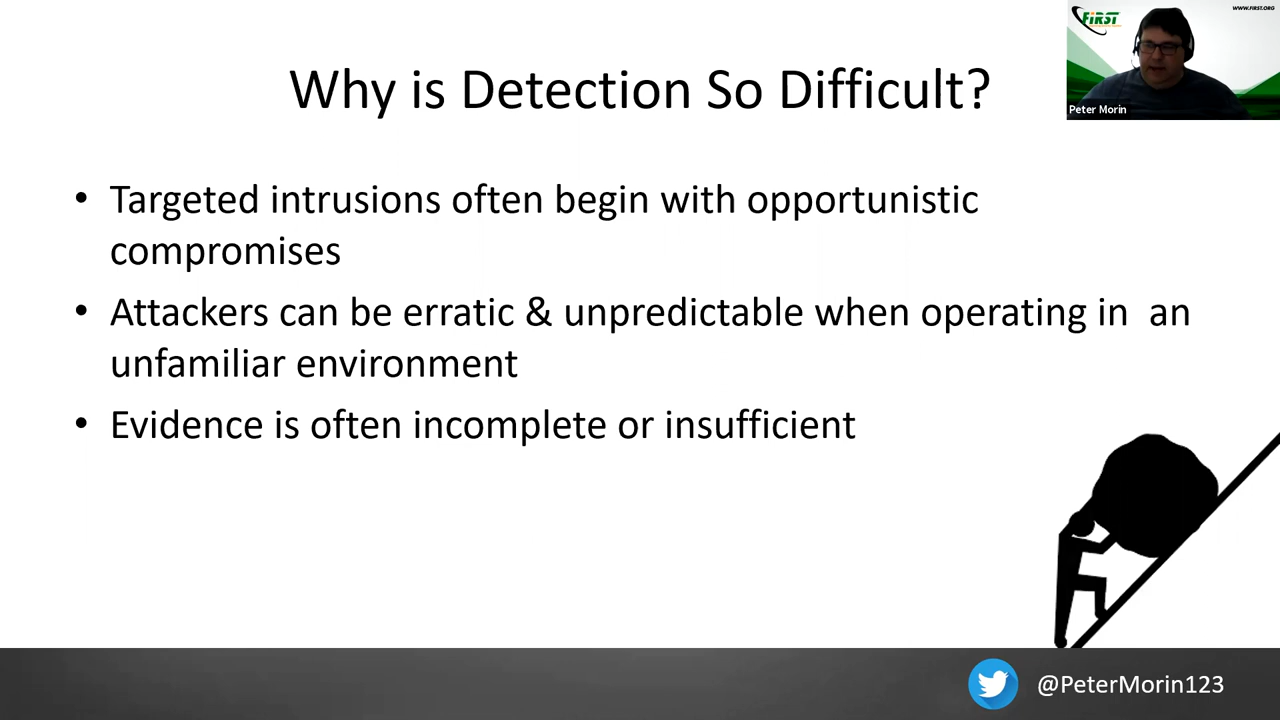 Why is Detection So Difficult?
FiRST
WWW.FIRST.ORG
Peter Morin
• Targeted intrusions often begin with opportunistic
compromises
• Attackers can be erratic & unpredictable when operating in an
unfamiliar environment
• Evidence is often incomplete or insufficient
@PeterMorin123